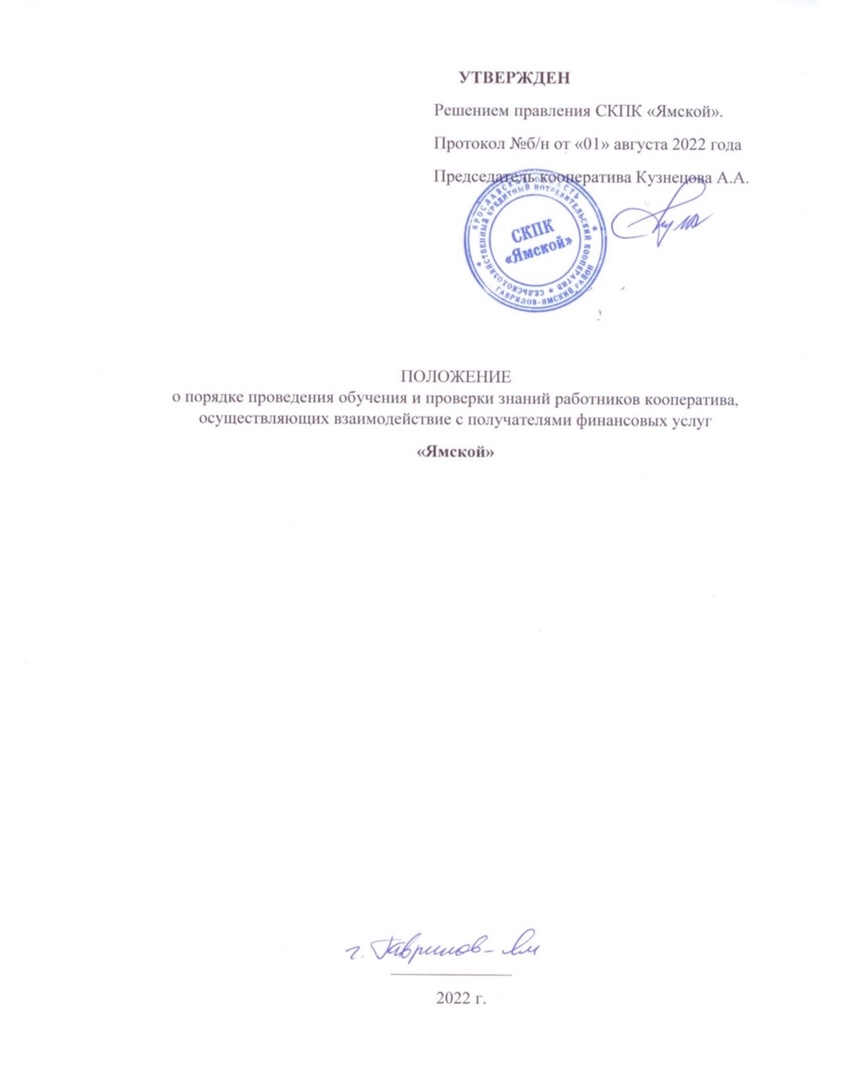 УТВЕРЖДЕН
Решением правления СКПК «Ямской».
Протокол №б/н от «01» августа 2022 года
Председатель кооператива Кузнецова А.А.
ЯРОСЛАВСКАЯ ОБЛАСТЬ
СЕЛЬСКОХОЗЯЙСТВЕННЫЙ КРЕДИТНЫЙ ПОТРЕБИТЕЛЬСКИЙ КООПЕРАТИВ
ГАВРИЛОВ-ЯМСКИЙ РАЙОН
СКПК
«Ямской»
ПОЛОЖЕНИЕ
о порядке проведения обучения и проверки знаний работников кооператива,
осуществляющих взаимодействие с получателями финансовых услуг
«Ямской»
г. Гаврилов-Ям
2022 г.